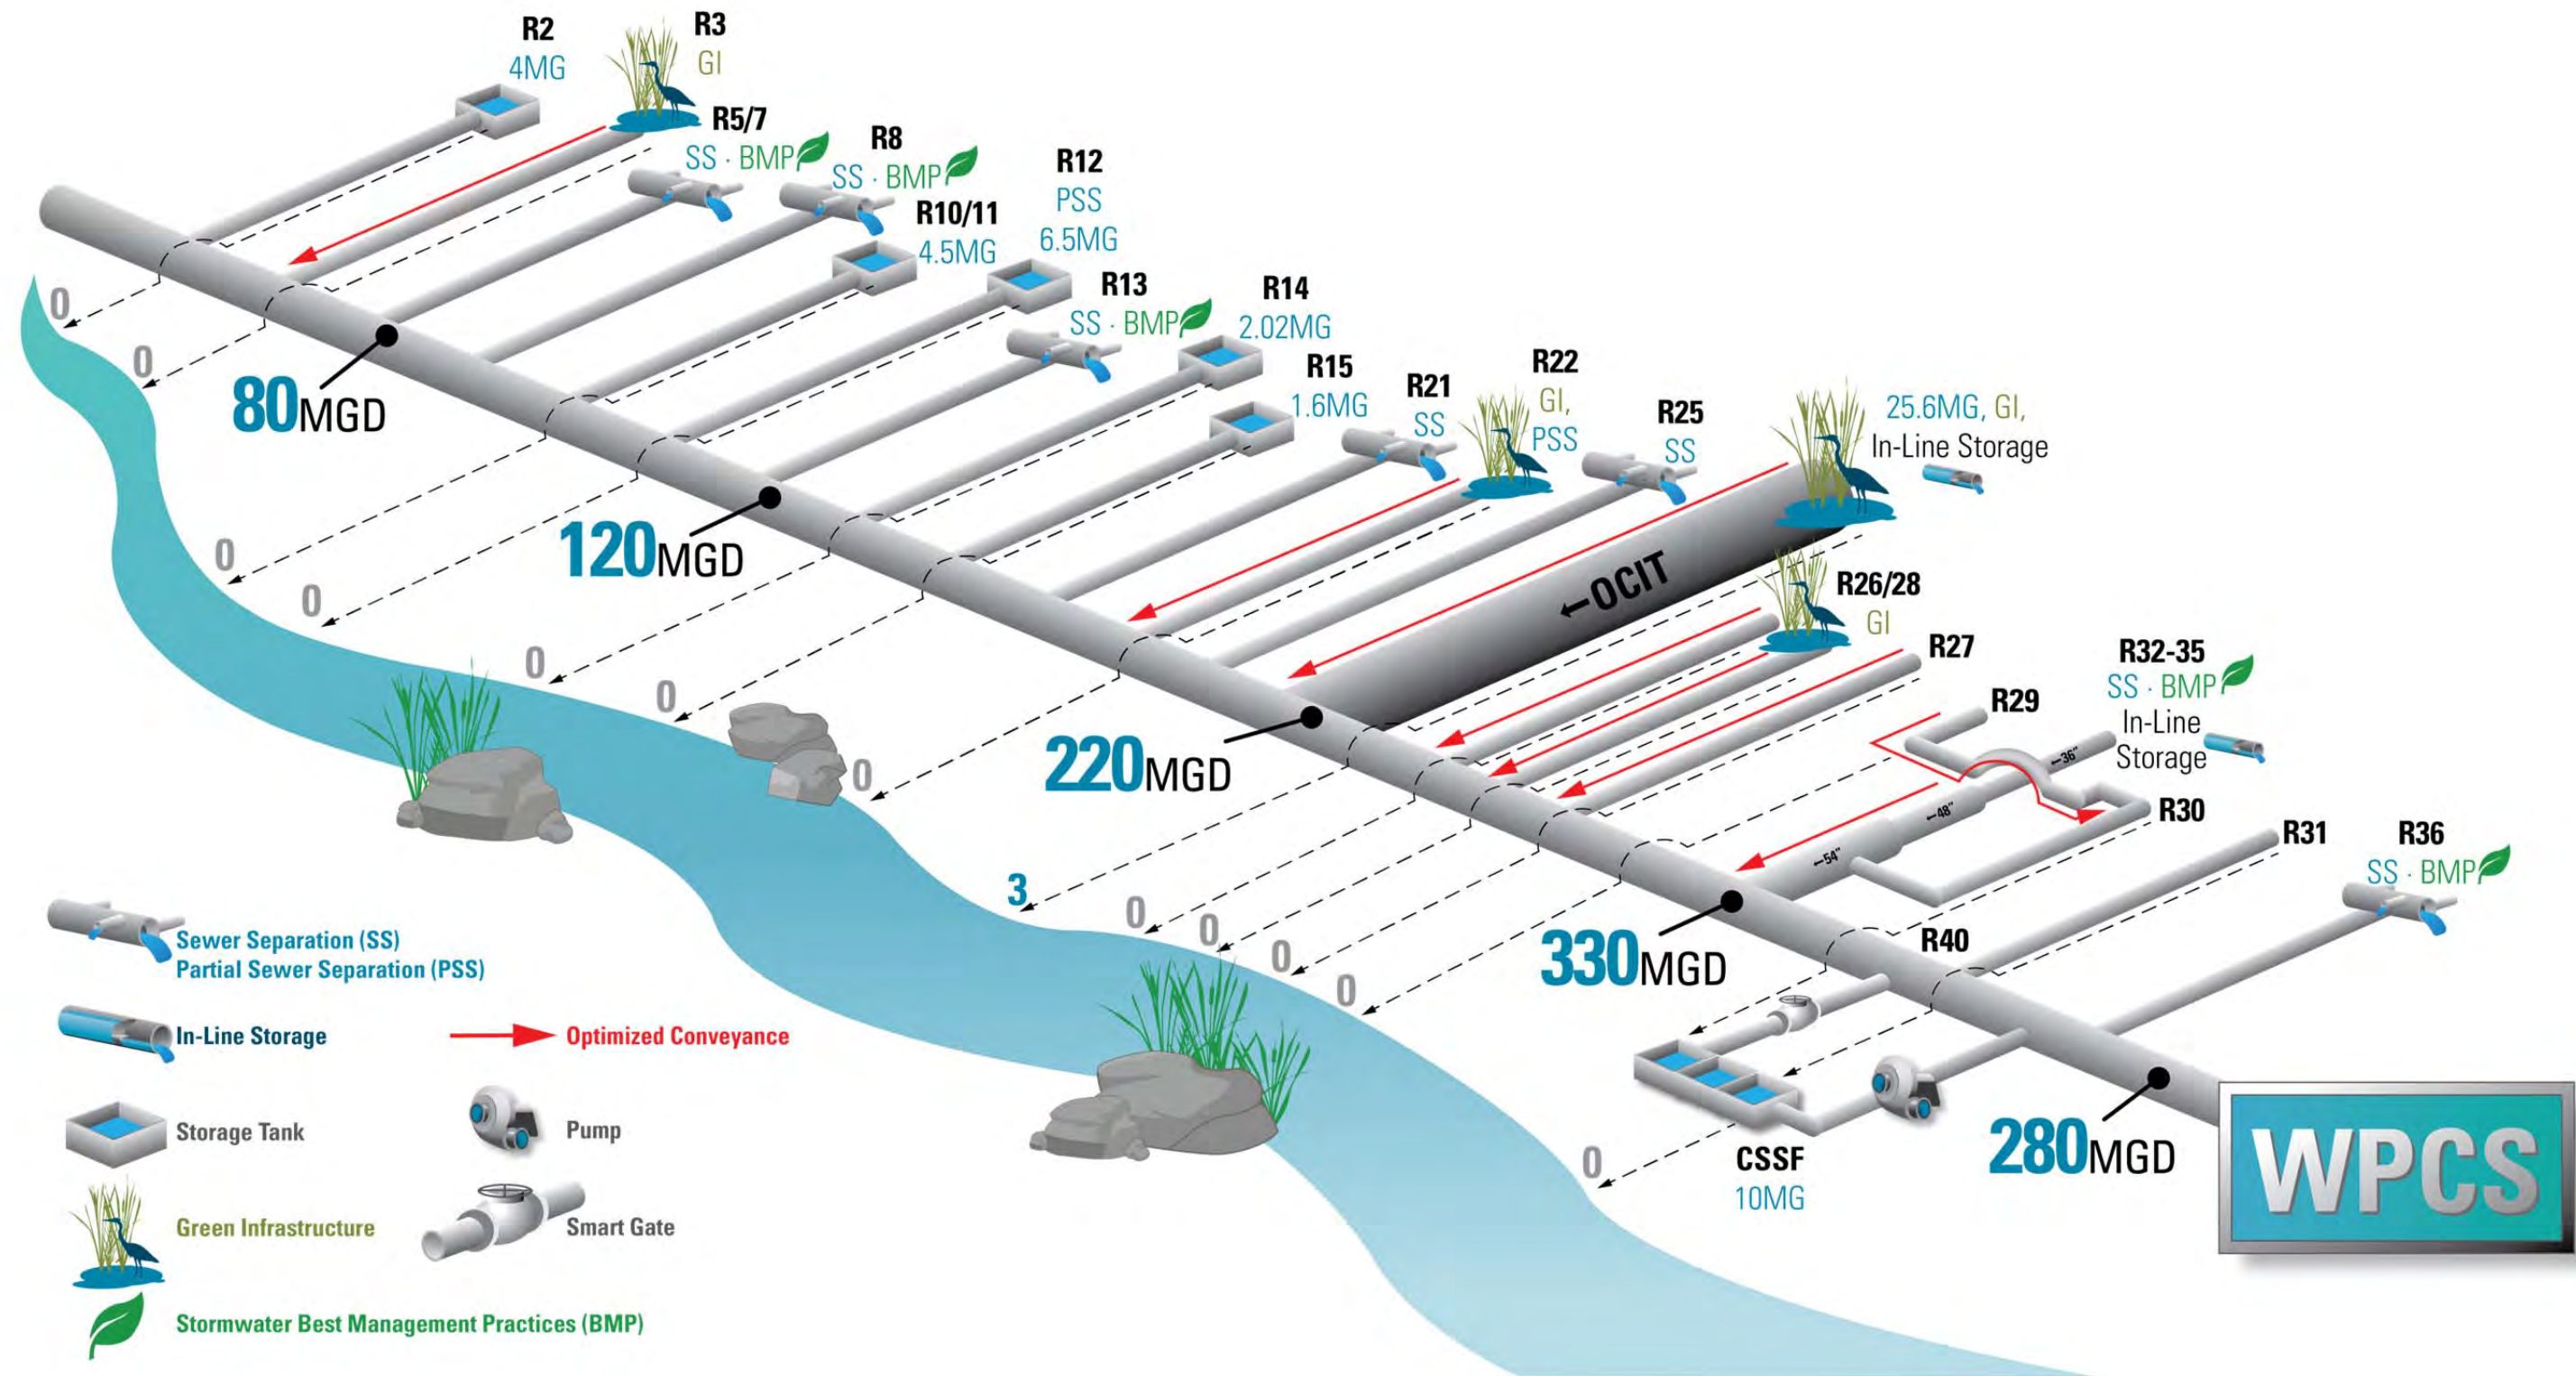 R2
4MG
R3
GI
R5/7
SS · BMP
R8
SS · BMP
R10/11
4.5MG
R12
PSS
6.5MG
R13
SS · BMP
R14
2.02MG
R15
1.6MG
R21
SS
R22
GI,
PSS
R25
SS
25.6MG, GI,
In-Line Storage
←OCIT
R26/28
GI
R27
R29
R32-35
SS · BMP
In-Line
Storage
←36"
←48"
←54"
R30
R31
R36
SS · BMP
R40
0
0
0
0
0
0
0
3
0
0
0
0
0
80MGD
120MGD
220MGD
330MGD
280MGD
CSSF
10MG
WPCS
Sewer Separation (SS)
Partial Sewer Separation (PSS)
In-Line Storage
Optimized Conveyance
Storage Tank
Pump
Green Infrastructure
Smart Gate
Stormwater Best Management Practices (BMP)